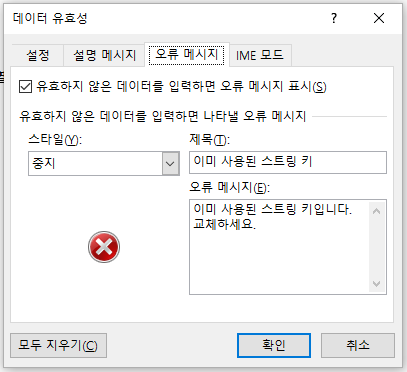 데이터 유효성
? ×
설정 설명 메시지 오류 메시지 IME 모드
유효하지 않은 데이터를 입력하면 오류 메시지 표시(S)
유효하지 않은 데이터를 입력하면 나타낼 오류 메시지
스타일(Y):
중지
제목(T):
이미 사용된 스트링 키
오류 메시지(E):
이미 사용된 스트링 키입니다.
교체하세요.
모두 지우기(C) 확인 취소